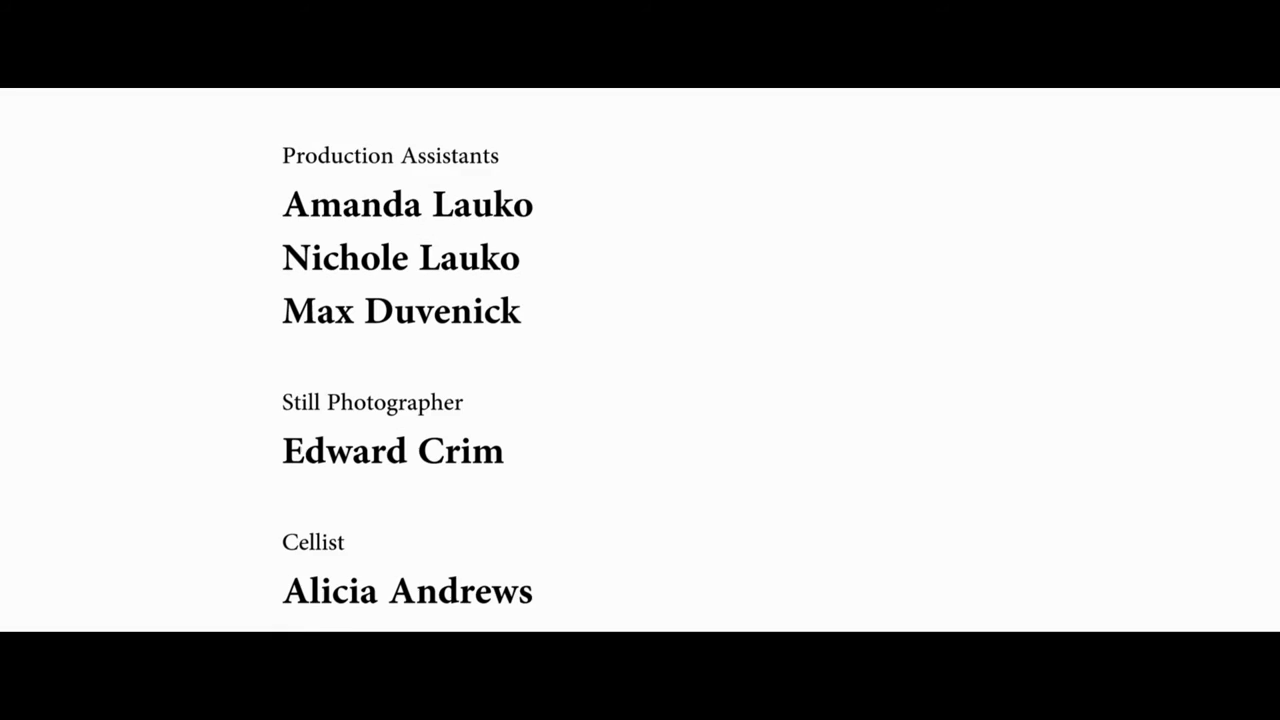 Production Assistants
Amanda Lauko
Nichole Lauko
Max Duvenick
Still Photographer
Edward Crim
Cellist
Alicia Andrews